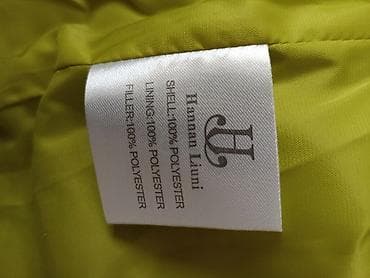 Hannan Liuni
SHELL:100% POLYESTER
LINING:100% POLYESTER
FILLER:100% POLYESTER